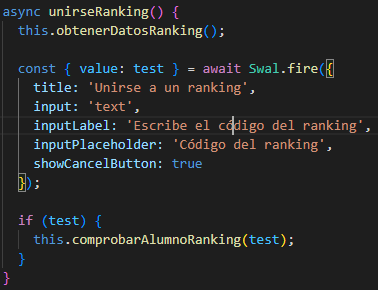 async unirseRanking() {
this.obtenerDatosRanking();
const { value: test } = await Swal.fire({
title: 'Unirse a un ranking',
input: 'text',
inputLabel: 'Escribe el código del ranking',
inputPlaceholder: 'Código del ranking',
showCancelButton: true
});
if (test) {
this.comprobarAlumnoRanking(test);
}
}